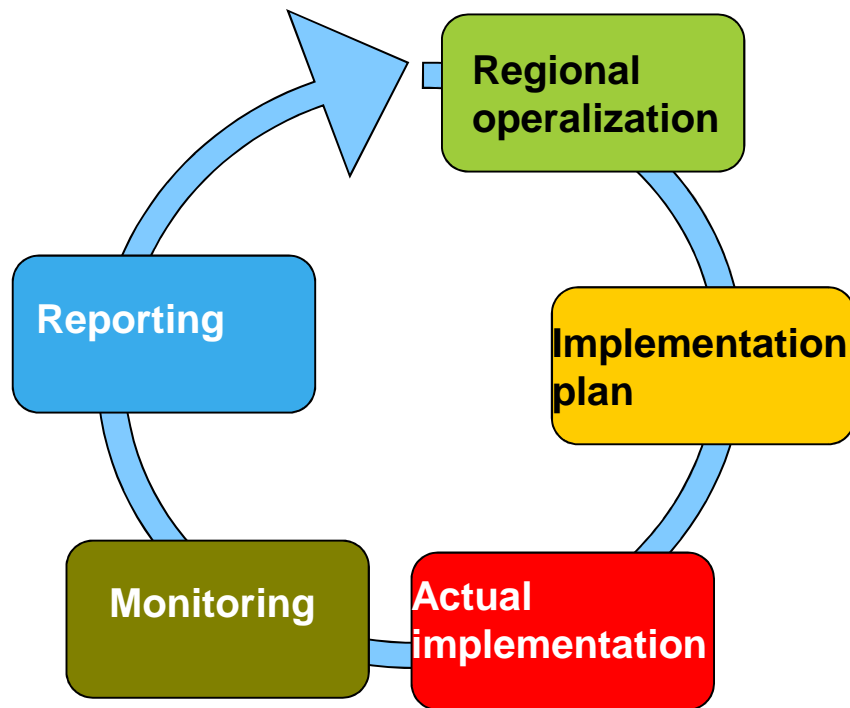 Regional
operalization
Implementation
plan
Actual
implementation
Monitoring
Reporting